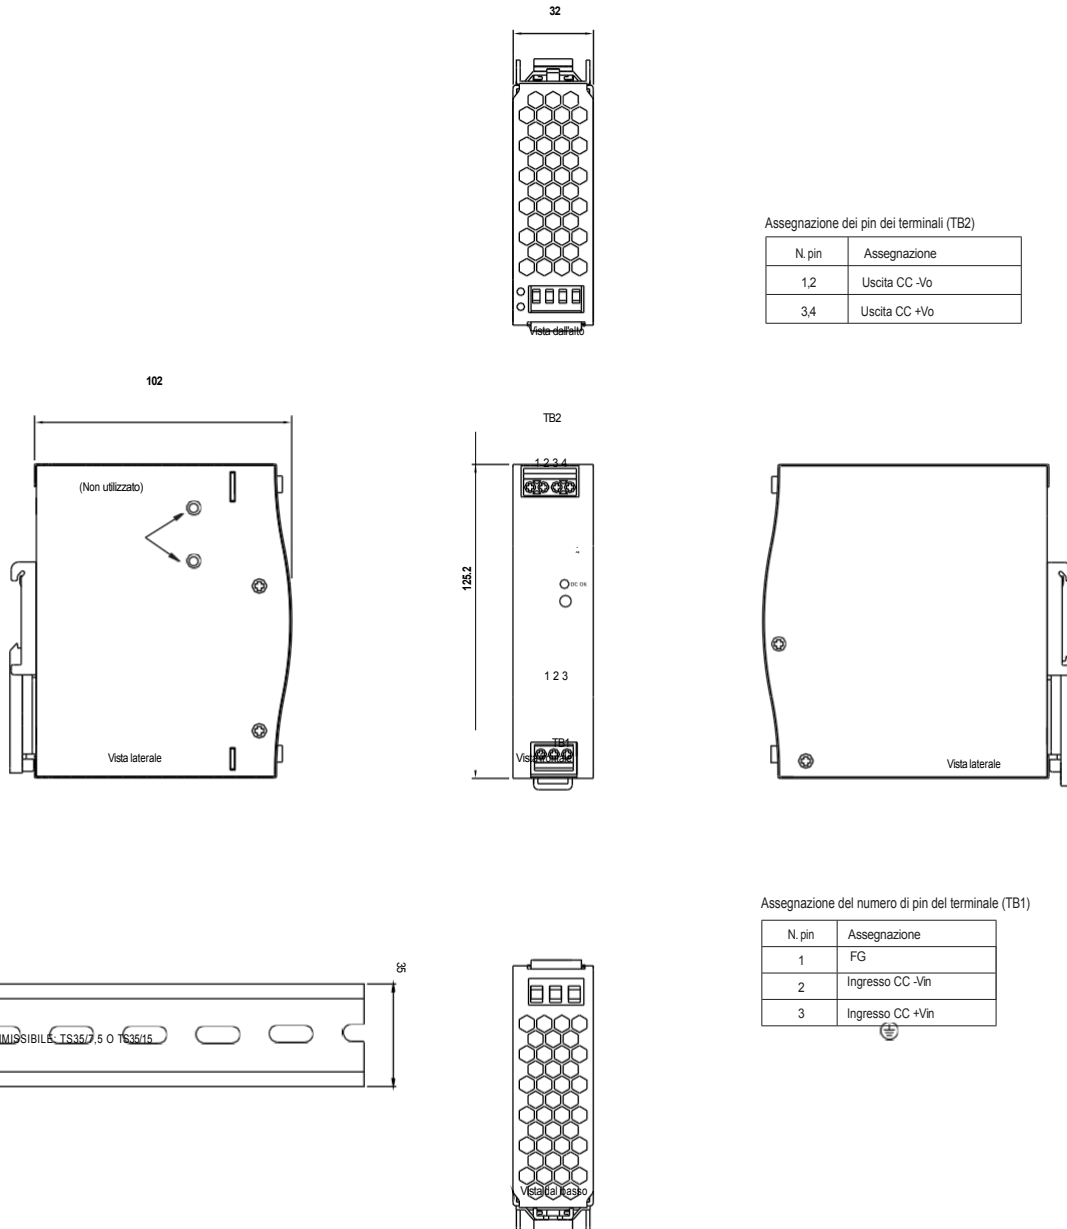 32
Vista dall'alto
Assegnazione dei pin dei terminali (TB2)
N. pin Assegnazione
1,2 Uscita CC -Vo
3,4 Uscita CC +Vo
102
(Non utilizzato)
Vista laterale
TB2
1 2 3 4
125.2
DC OK
1 2 3
TB1
Vista frontale
Vista laterale
35
MISSIBILE: TS35/7,5 O TS35/15
Assegnazione del numero di pin del terminale (TB1)
N. pin Assegnazione
1 FG
2 Ingresso CC -Vin
3 Ingresso CC +Vin
Vista dal basso